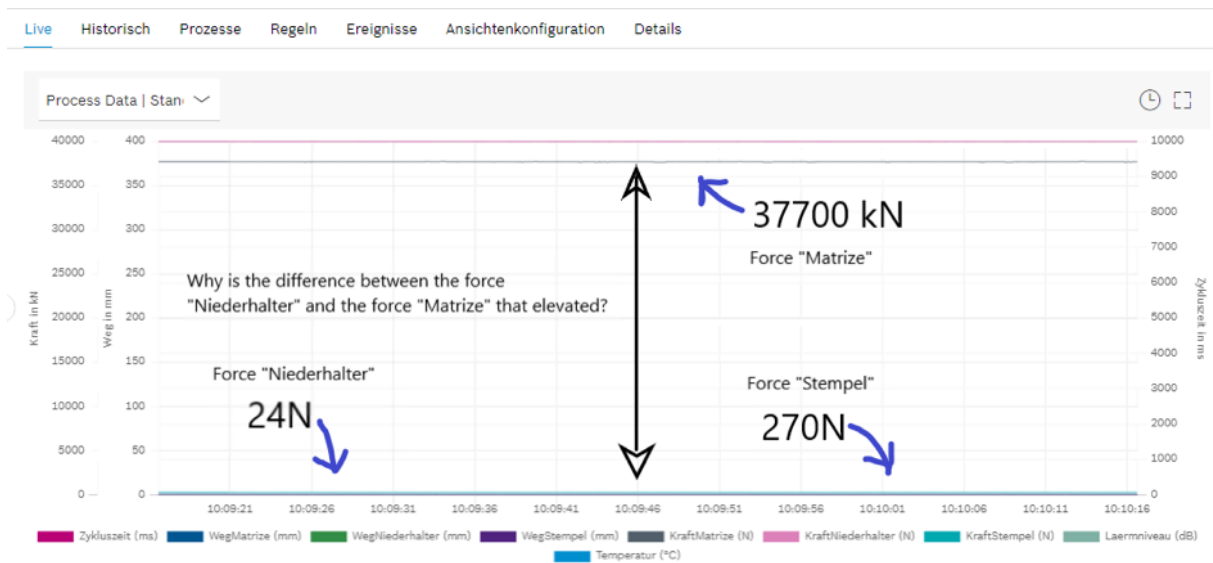 Live Historisch Prozesse Regeln Ereignisse Ansichtenkonfiguration Details
Process Data | Stan
40000 400 10000
37700 kN
Force "Matrize"
35000 350 9000
30000 300 8000
7000
25000 250 6000
Why is the difference between the force
"Niederhalter" and the force "Matrize" that elevated?
Kraft in kN
Weg in mm
Zykluszeit in ms
20000 200 5000
15000 150 4000
Force "Niederhalter"
24N
Force "Stempel"
270N
3000
10000 100 2000
5000 50 1000
0 0 0
10:09:21 10:09:26 10:09:31 10:09:36 10:09:41 10:09:46 10:09:51 10:09:56 10:10:01 10:10:06 10:10:11 10:10:16
Zykluszeit (ms) WegMatrize (mm) WegNiederhalter (mm) WegStempel (mm) KraftMatrize (N) KraftNiederhalter (N) KraftStempel (N) Laermniveau (dB)
Temperatur (°C)